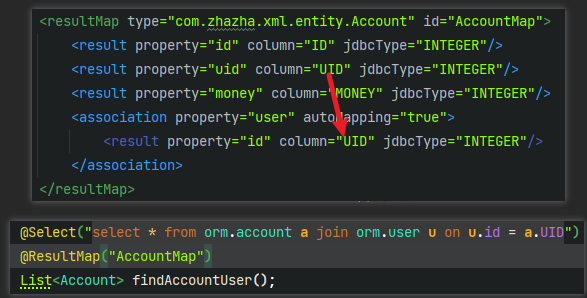 <resultMap type="com.zhazha.xml.entity.Account" id="AccountMap">
<result property="id" column="ID" jdbcType="INTEGER"/>
<result property="uid" column="UID" jdbcType="INTEGER"/>
<result property="money" column="MONEY" jdbcType="INTEGER"/>
<association property="user" autoMapping="true">
<result property="id" column="UID" jdbcType="INTEGER"/>
</association>
</resultMap>
@Select("select * from orm.account a join orm.user u on u.id = a.UID")
@ResultMap("AccountMap")
List<Account> findAccountUser();